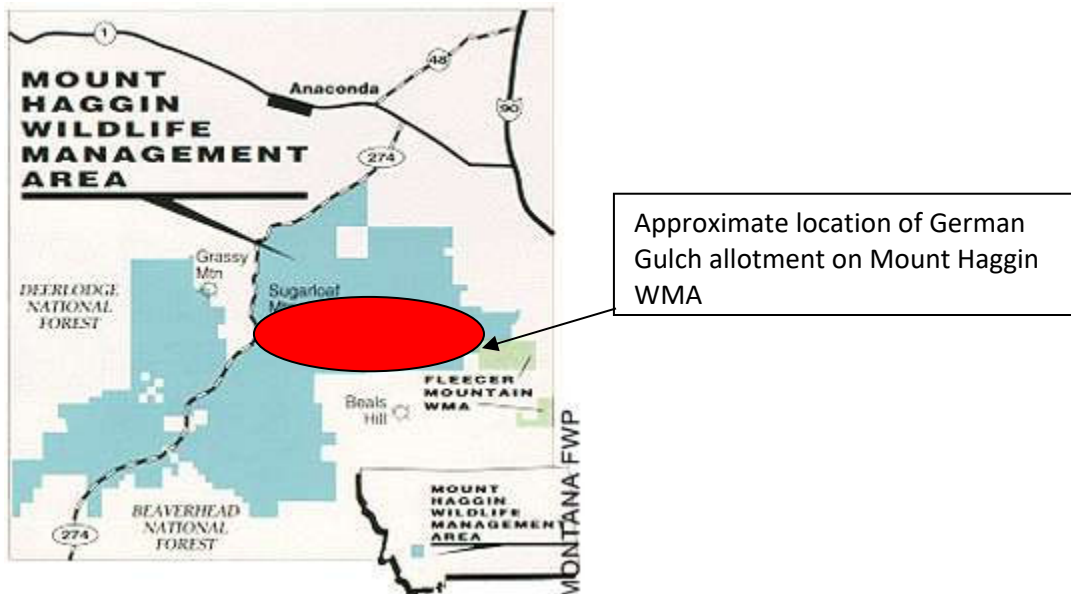 1
48
MOUNT
HAGGIN
WILDLIFE
MANAGEMENT
AREA
Anaconda
90
274
Grassy
Mtn
Sugarloaf
DEERLODGE
NATIONAL
FOREST
Approximate location of German
Gulch allotment on Mount Haggin
WMA
FLEECER
MOUNTAIN
WMA
Beals
Hill
MOUNT
HAGGIN
WILDLIFE
MANAGEMENT
AREA
BEAVERHEAD
NATIONAL
FOREST
274
MONTANA FWP